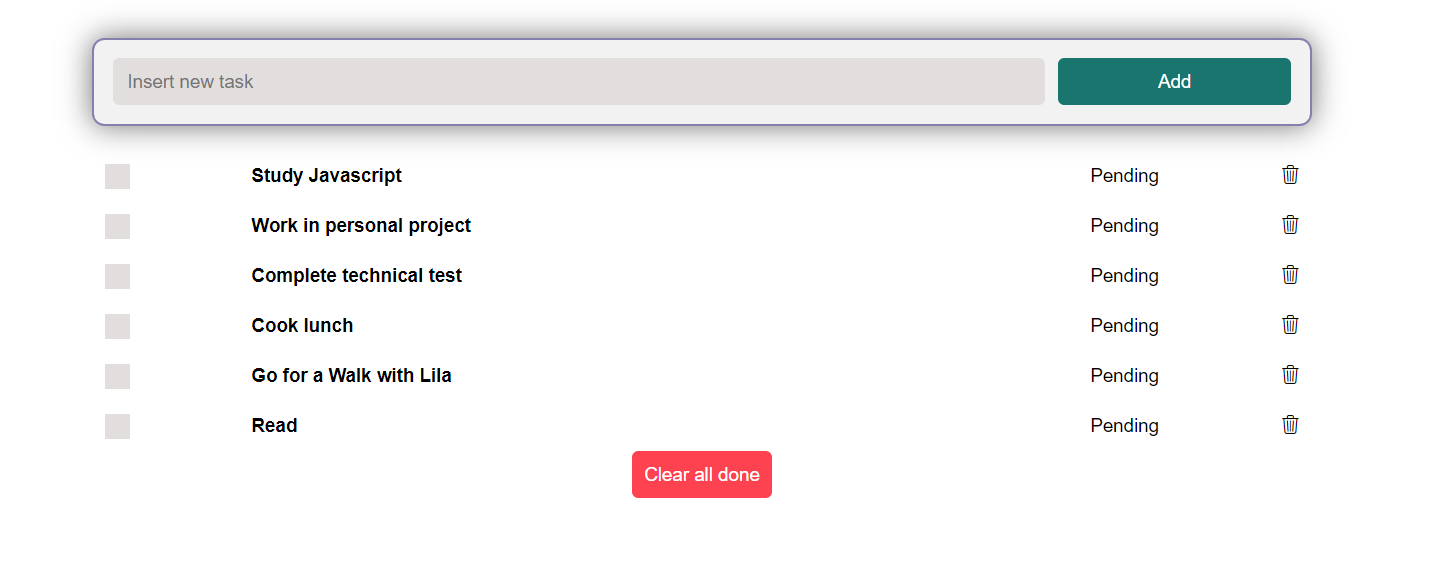 Insert new task Add
Study Javascript Pending
Work in personal project Pending
Complete technical test Pending
Cook lunch Pending
Go for a Walk with Lila Pending
Read Pending
Clear all done